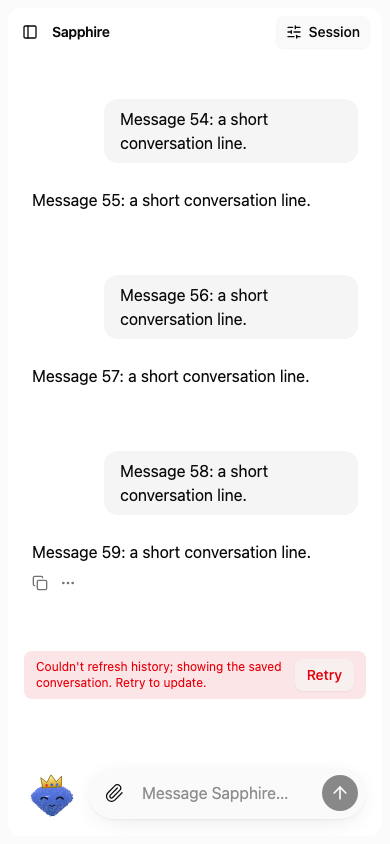 Sapphire
Session
Message 54: a short
conversation line.
Message 55: a short conversation line.
Message 56: a short
conversation line.
Message 57: a short conversation line.
Message 58: a short
conversation line.
Message 59: a short conversation line.
Couldn't refresh history; showing the saved
conversation. Retry to update.
Retry
Message Sapphire...